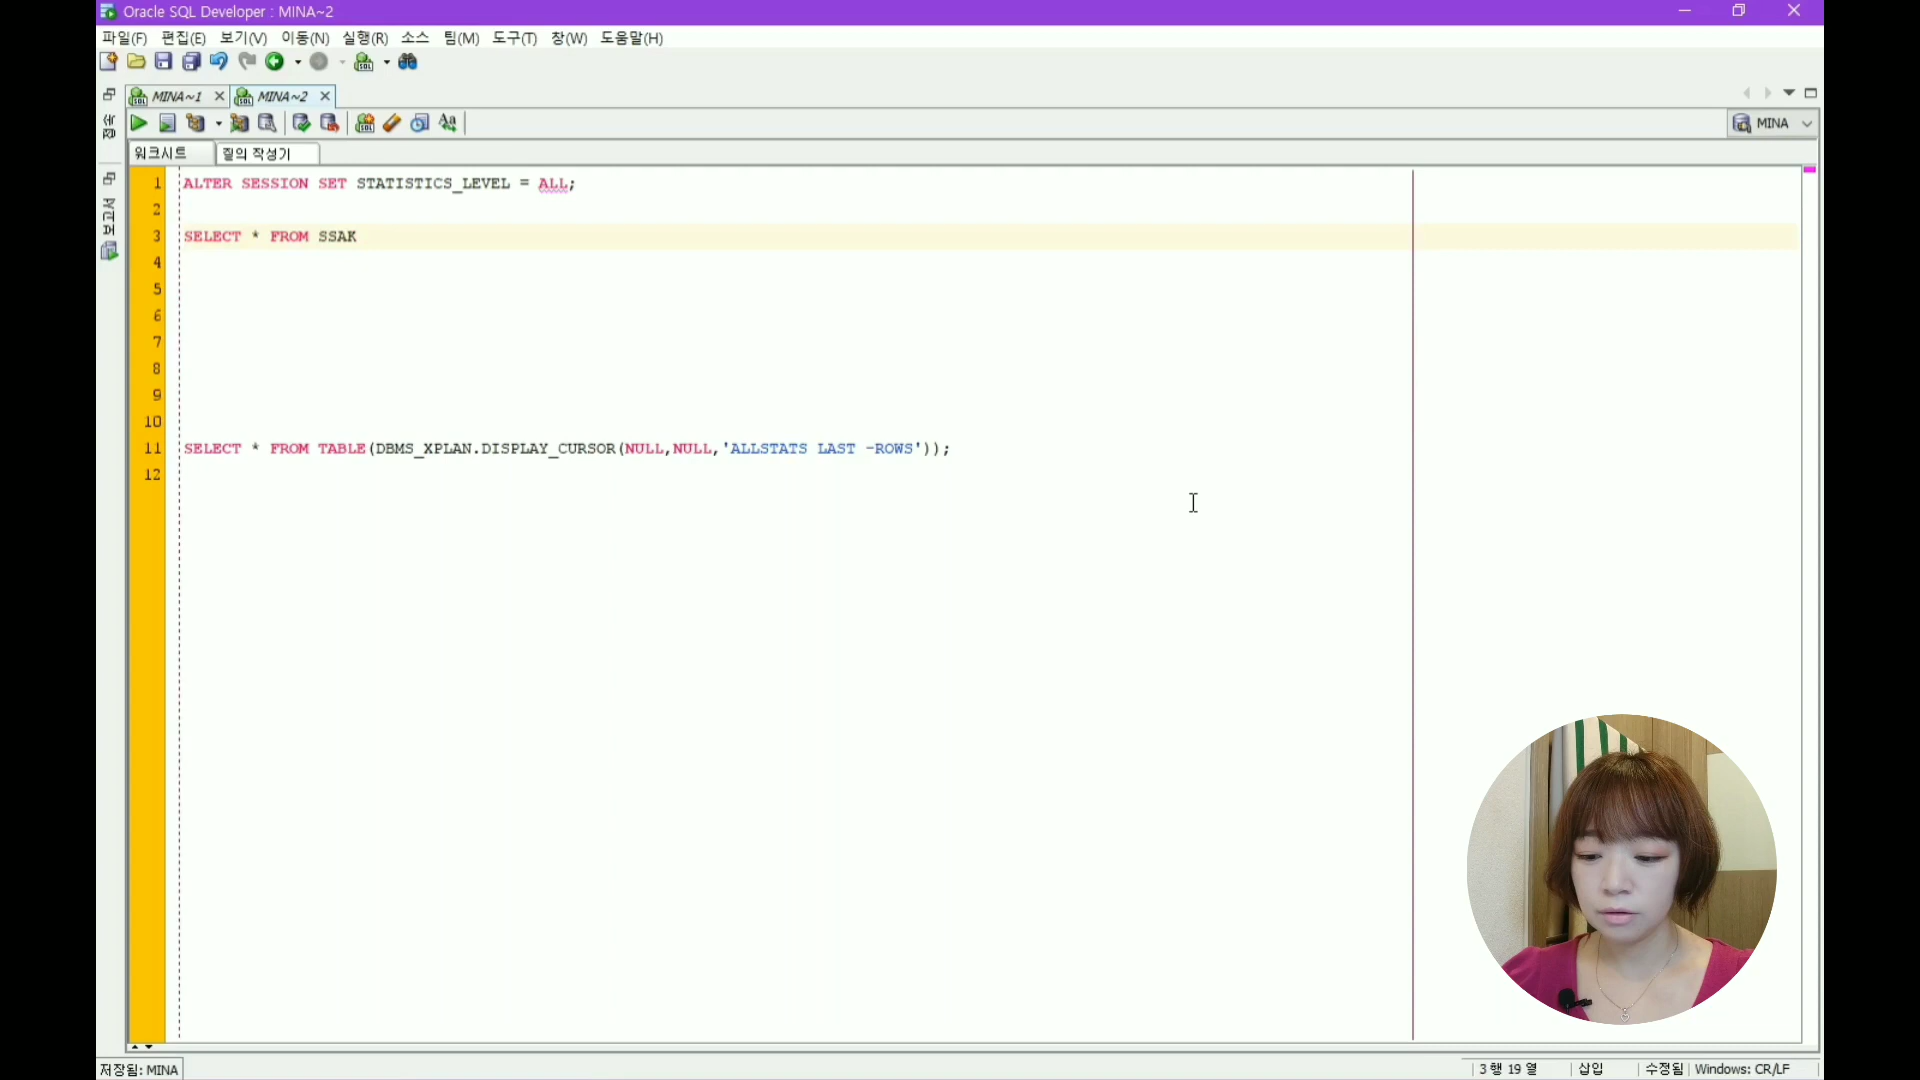 Oracle SQL Developer : MINA~2
파일(F) 편집(E) 보기(V) 이동(N) 실행(R) 소스 팀(M) 도구(T) 창(W) 도움말(H)
MINA~1 MINA~2
MINA
워크시트 질의 작성기
1 ALTER SESSION SET STATISTICS_LEVEL = ALL;
2
3 SELECT * FROM SSAK
4
5
6
7
8
9
10
11 SELECT * FROM TABLE(DBMS_XPLAN.DISPLAY_CURSOR(NULL,NULL,'ALLSTATS LAST -ROWS'));
12
저장됨: MINA
3 행 19 열 삽입 수정됨 Windows: CR/LF